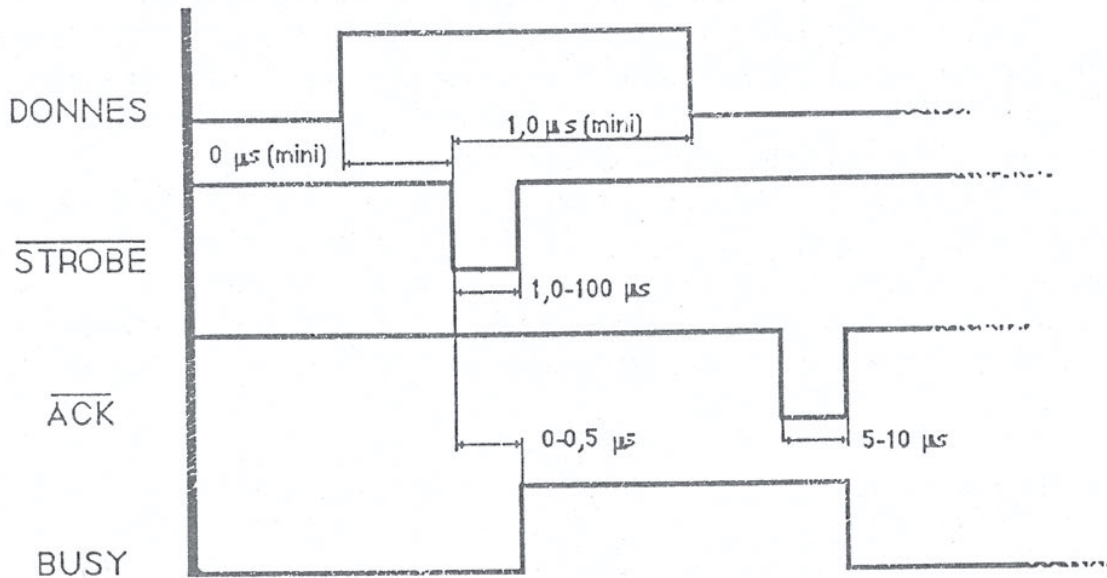 DONNES
1,0 µs (mini)
0 µs (mini)
STROBE
1,0-100 µs
ACK
0-0,5 µs
5-10 µs
BUSY